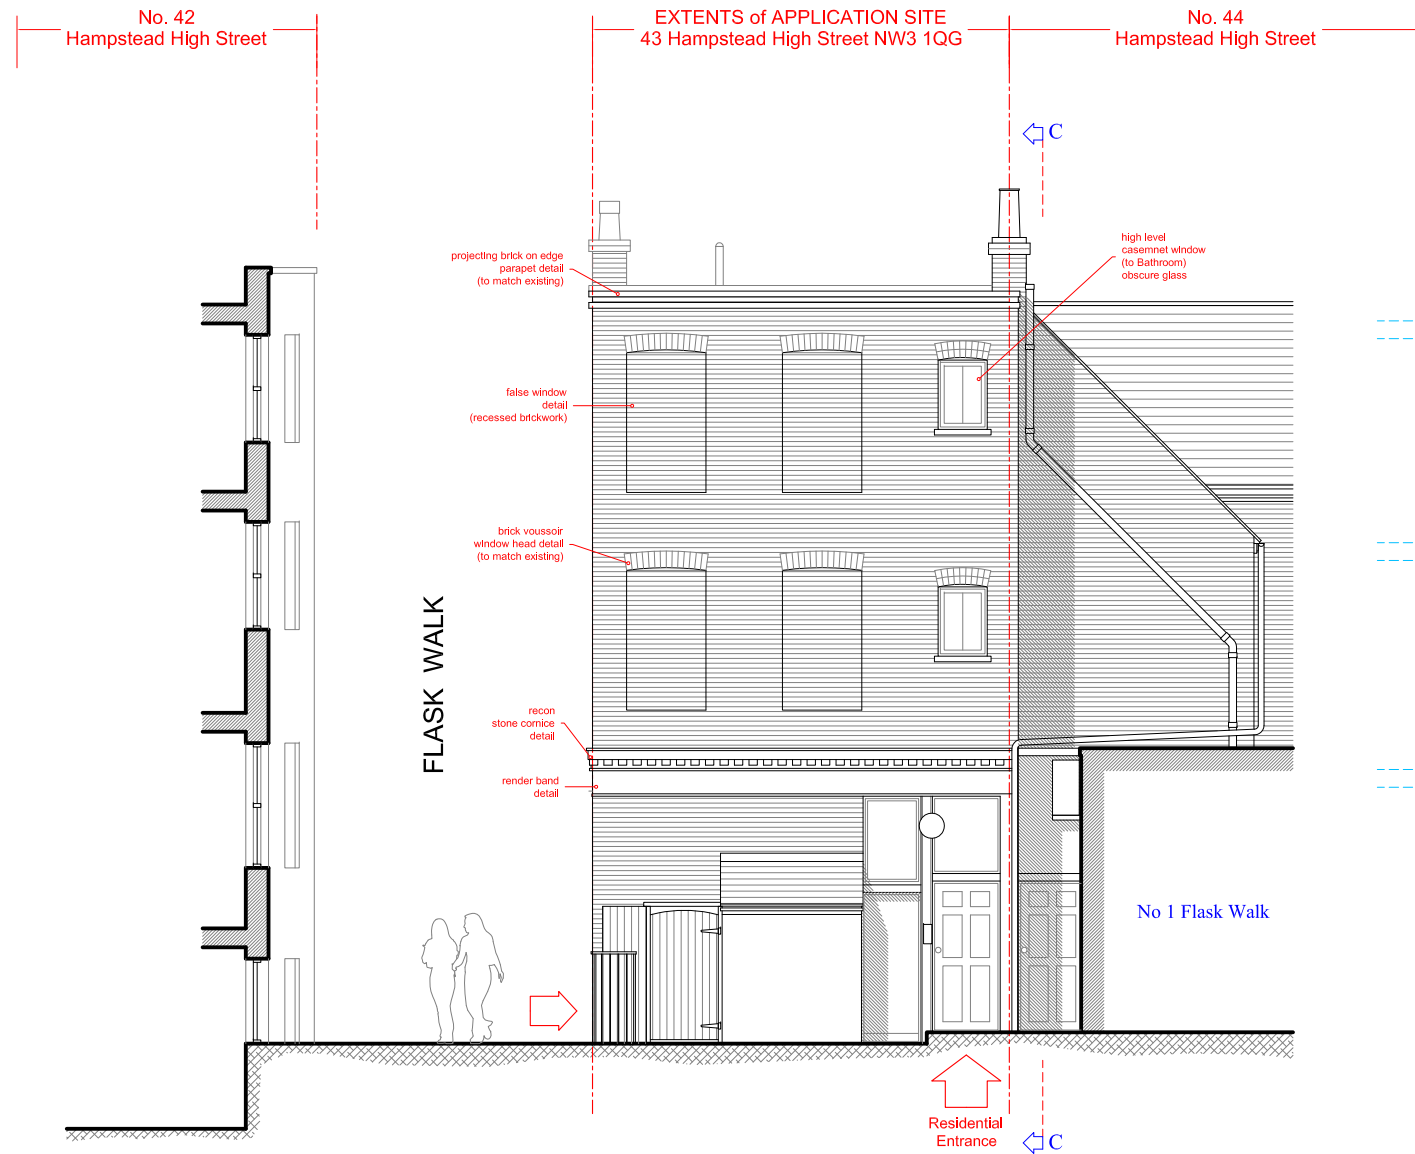 No. 42
Hampstead High Street
EXTENTS of APPLICATION SITE
43 Hampstead High Street NW3 1QG
No. 44
Hampstead High Street
C
high level
casemnet window
(to Bathroom)
obscure glass
projecting brick on edge
parapet detail
(to match existing)
false window
detail
(recessed brickwork)
brick voussoir
window head detail
(to match existing)
FLASK WALK
recon
stone cornice
detail
render band
detail
No 1 Flask Walk
Residential
Entrance
C